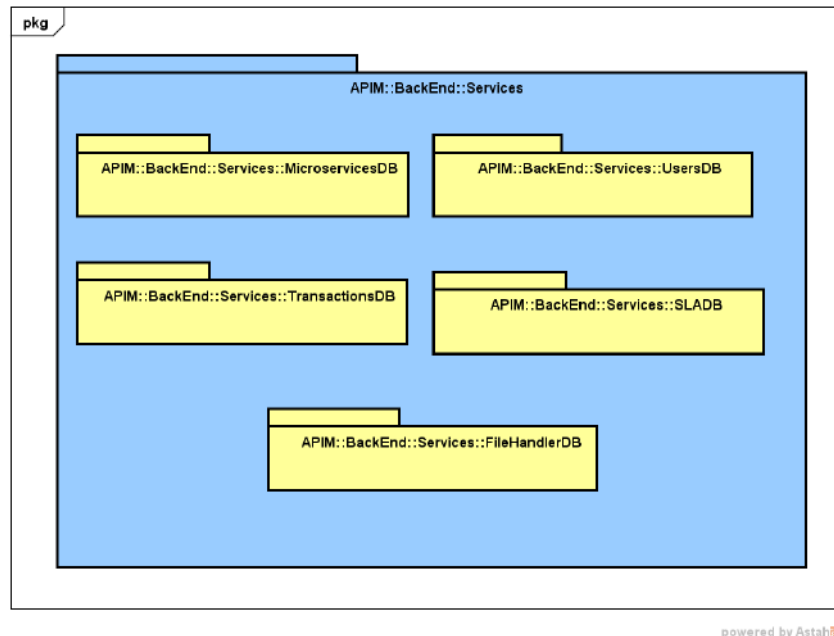 pkg
APIM::BackEnd::Services
APIM::BackEnd::Services::MicroservicesDB
APIM::BackEnd::Services::UsersDB
APIM::BackEnd::Services::TransactionsDB
APIM::BackEnd::Services::SLADB
APIM::BackEnd::Services::FileHandlerDB
powered by Astah